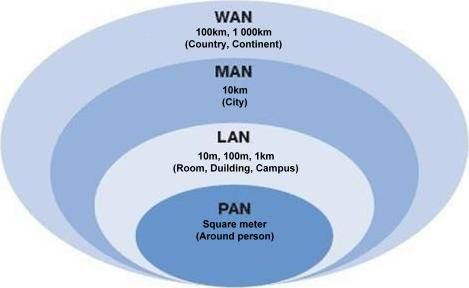 WAN
100km, 1 000km
(Country, Continent)
MAN
10km
(City)
LAN
10m, 100m, 1km
(Room, Duilding, Campus)
PAN
Square meter
(Around person)